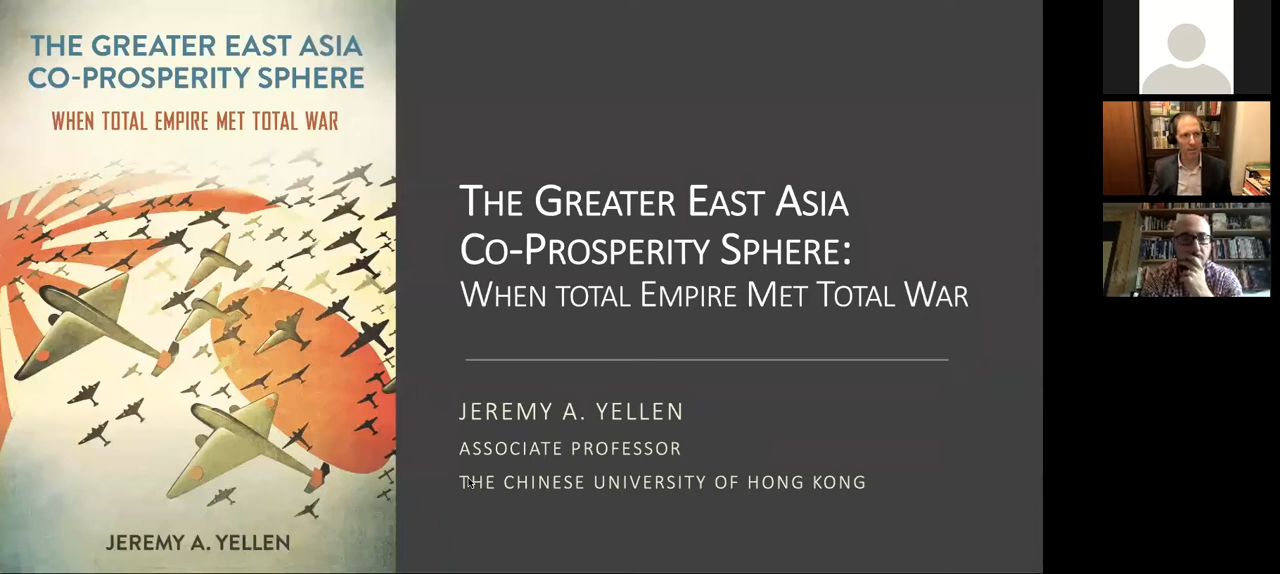 THE GREATER EAST ASIA
CO-PROSPERITY SPHERE
WHEN TOTAL EMPIRE MET TOTAL WAR
JEREMY A. YELLEN
THE GREATER EAST ASIA
CO-PROSPERITY SPHERE:
WHEN TOTAL EMPIRE MET TOTAL WAR
JEREMY A. YELLEN
ASSOCIATE PROFESSOR
THE CHINESE UNIVERSITY OF HONG KONG